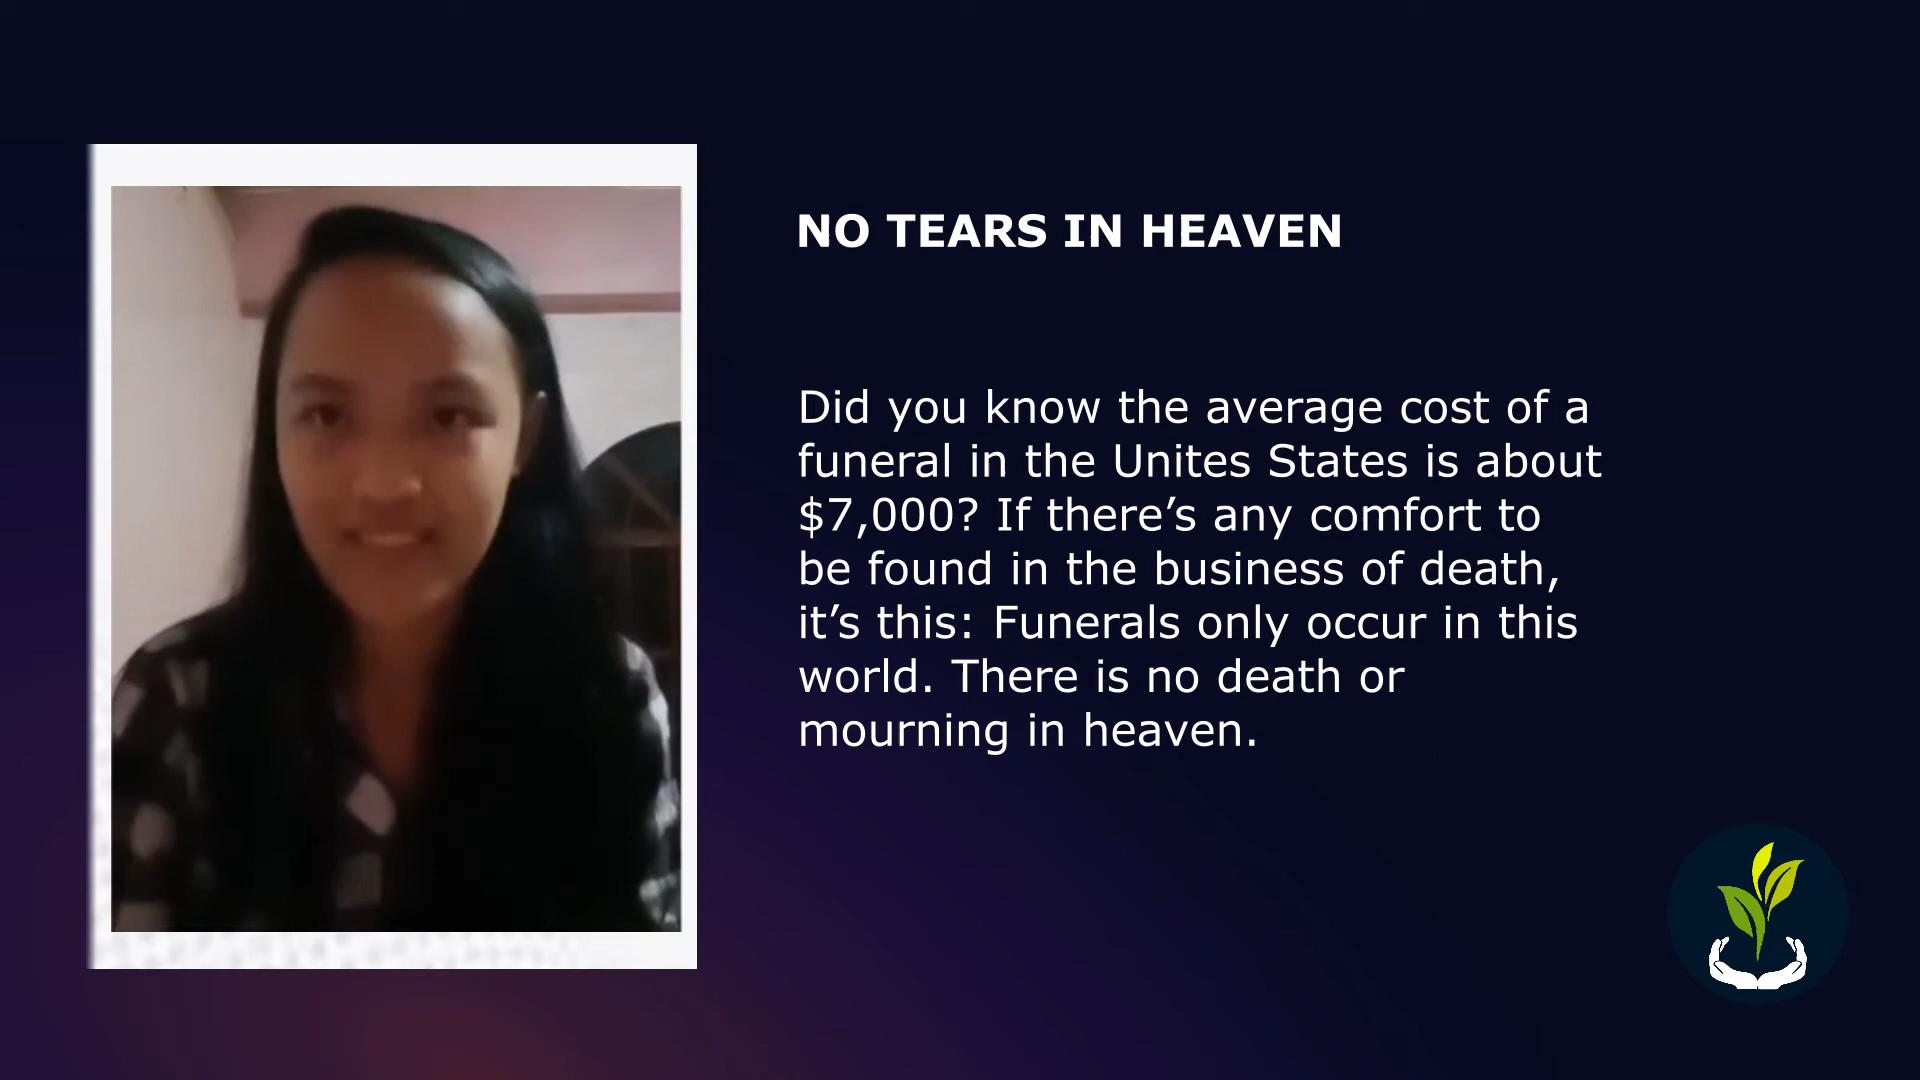 NO TEARS IN HEAVEN
Did you know the average cost of a
funeral in the Unites States is about
$7,000? If there’s any comfort to
be found in the business of death,
it’s this: Funerals only occur in this
world. There is no death or
mourning in heaven.